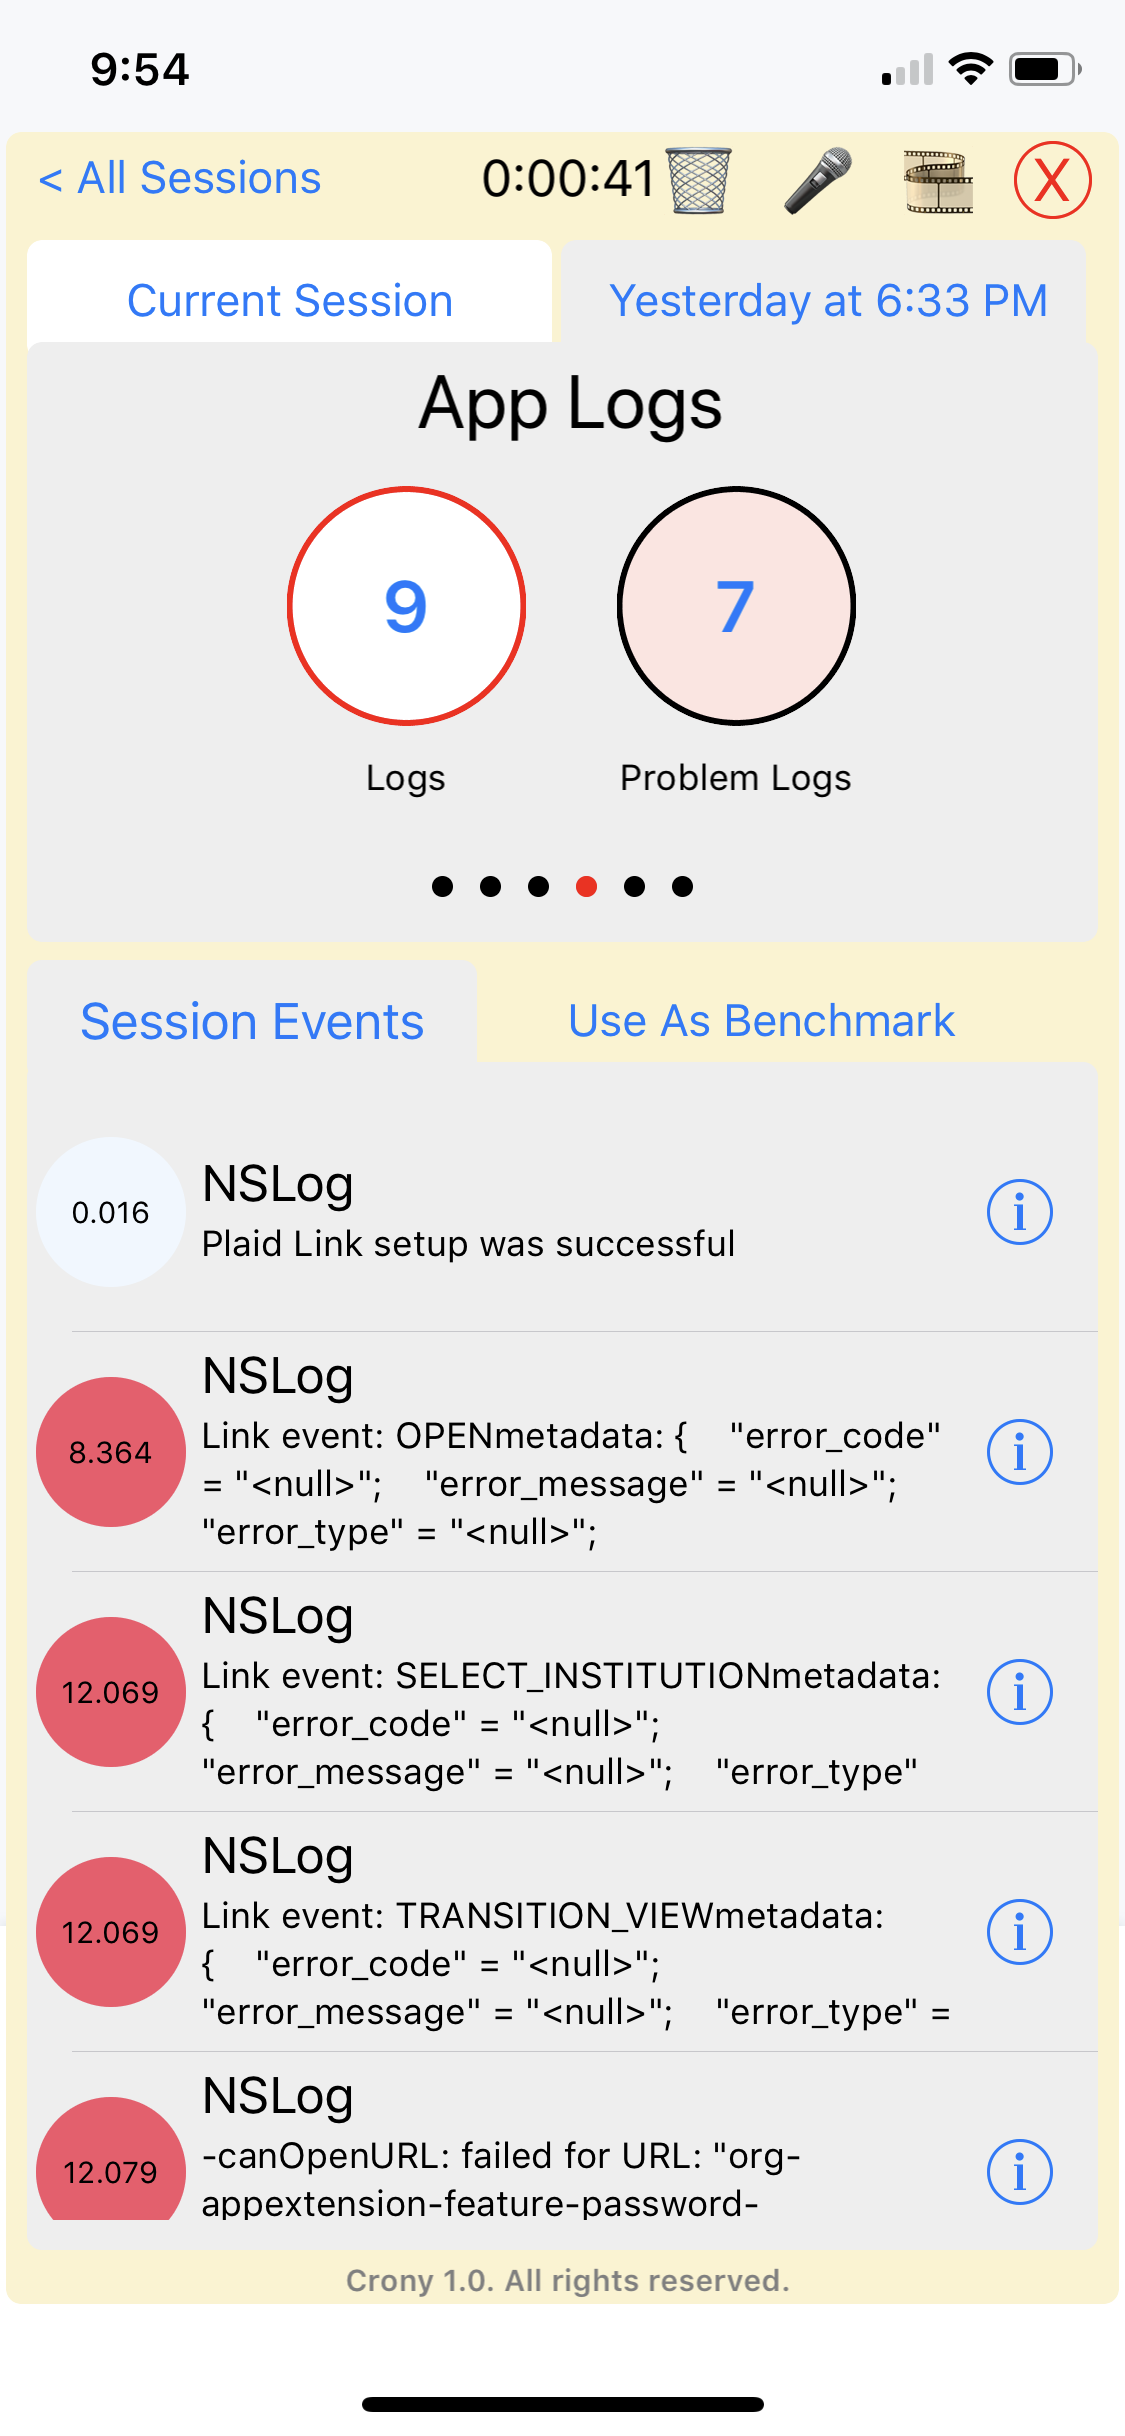 9:54
< All Sessions
0:00:41
X
Current Session
Yesterday at 6:33 PM
App Logs
9
7
Logs
Problem Logs
Session Events
Use As Benchmark
NSLog
0.016
Plaid Link setup was successful
i
NSLog
8.364
Link event: OPENmetadata: {    "error_code"
= "<null>";    "error_message" = "<null>";
"error_type" = "<null>";
i
NSLog
12.069
Link event: SELECT_INSTITUTIONmetadata:
{    "error_code" = "<null>";
"error_message" = "<null>";    "error_type"
i
NSLog
12.069
Link event: TRANSITION_VIEWmetadata:
{    "error_code" = "<null>";
"error_message" = "<null>";    "error_type" =
i
NSLog
12.079
-canOpenURL: failed for URL: "org-
appextension-feature-password-
i
Crony 1.0. All rights reserved.